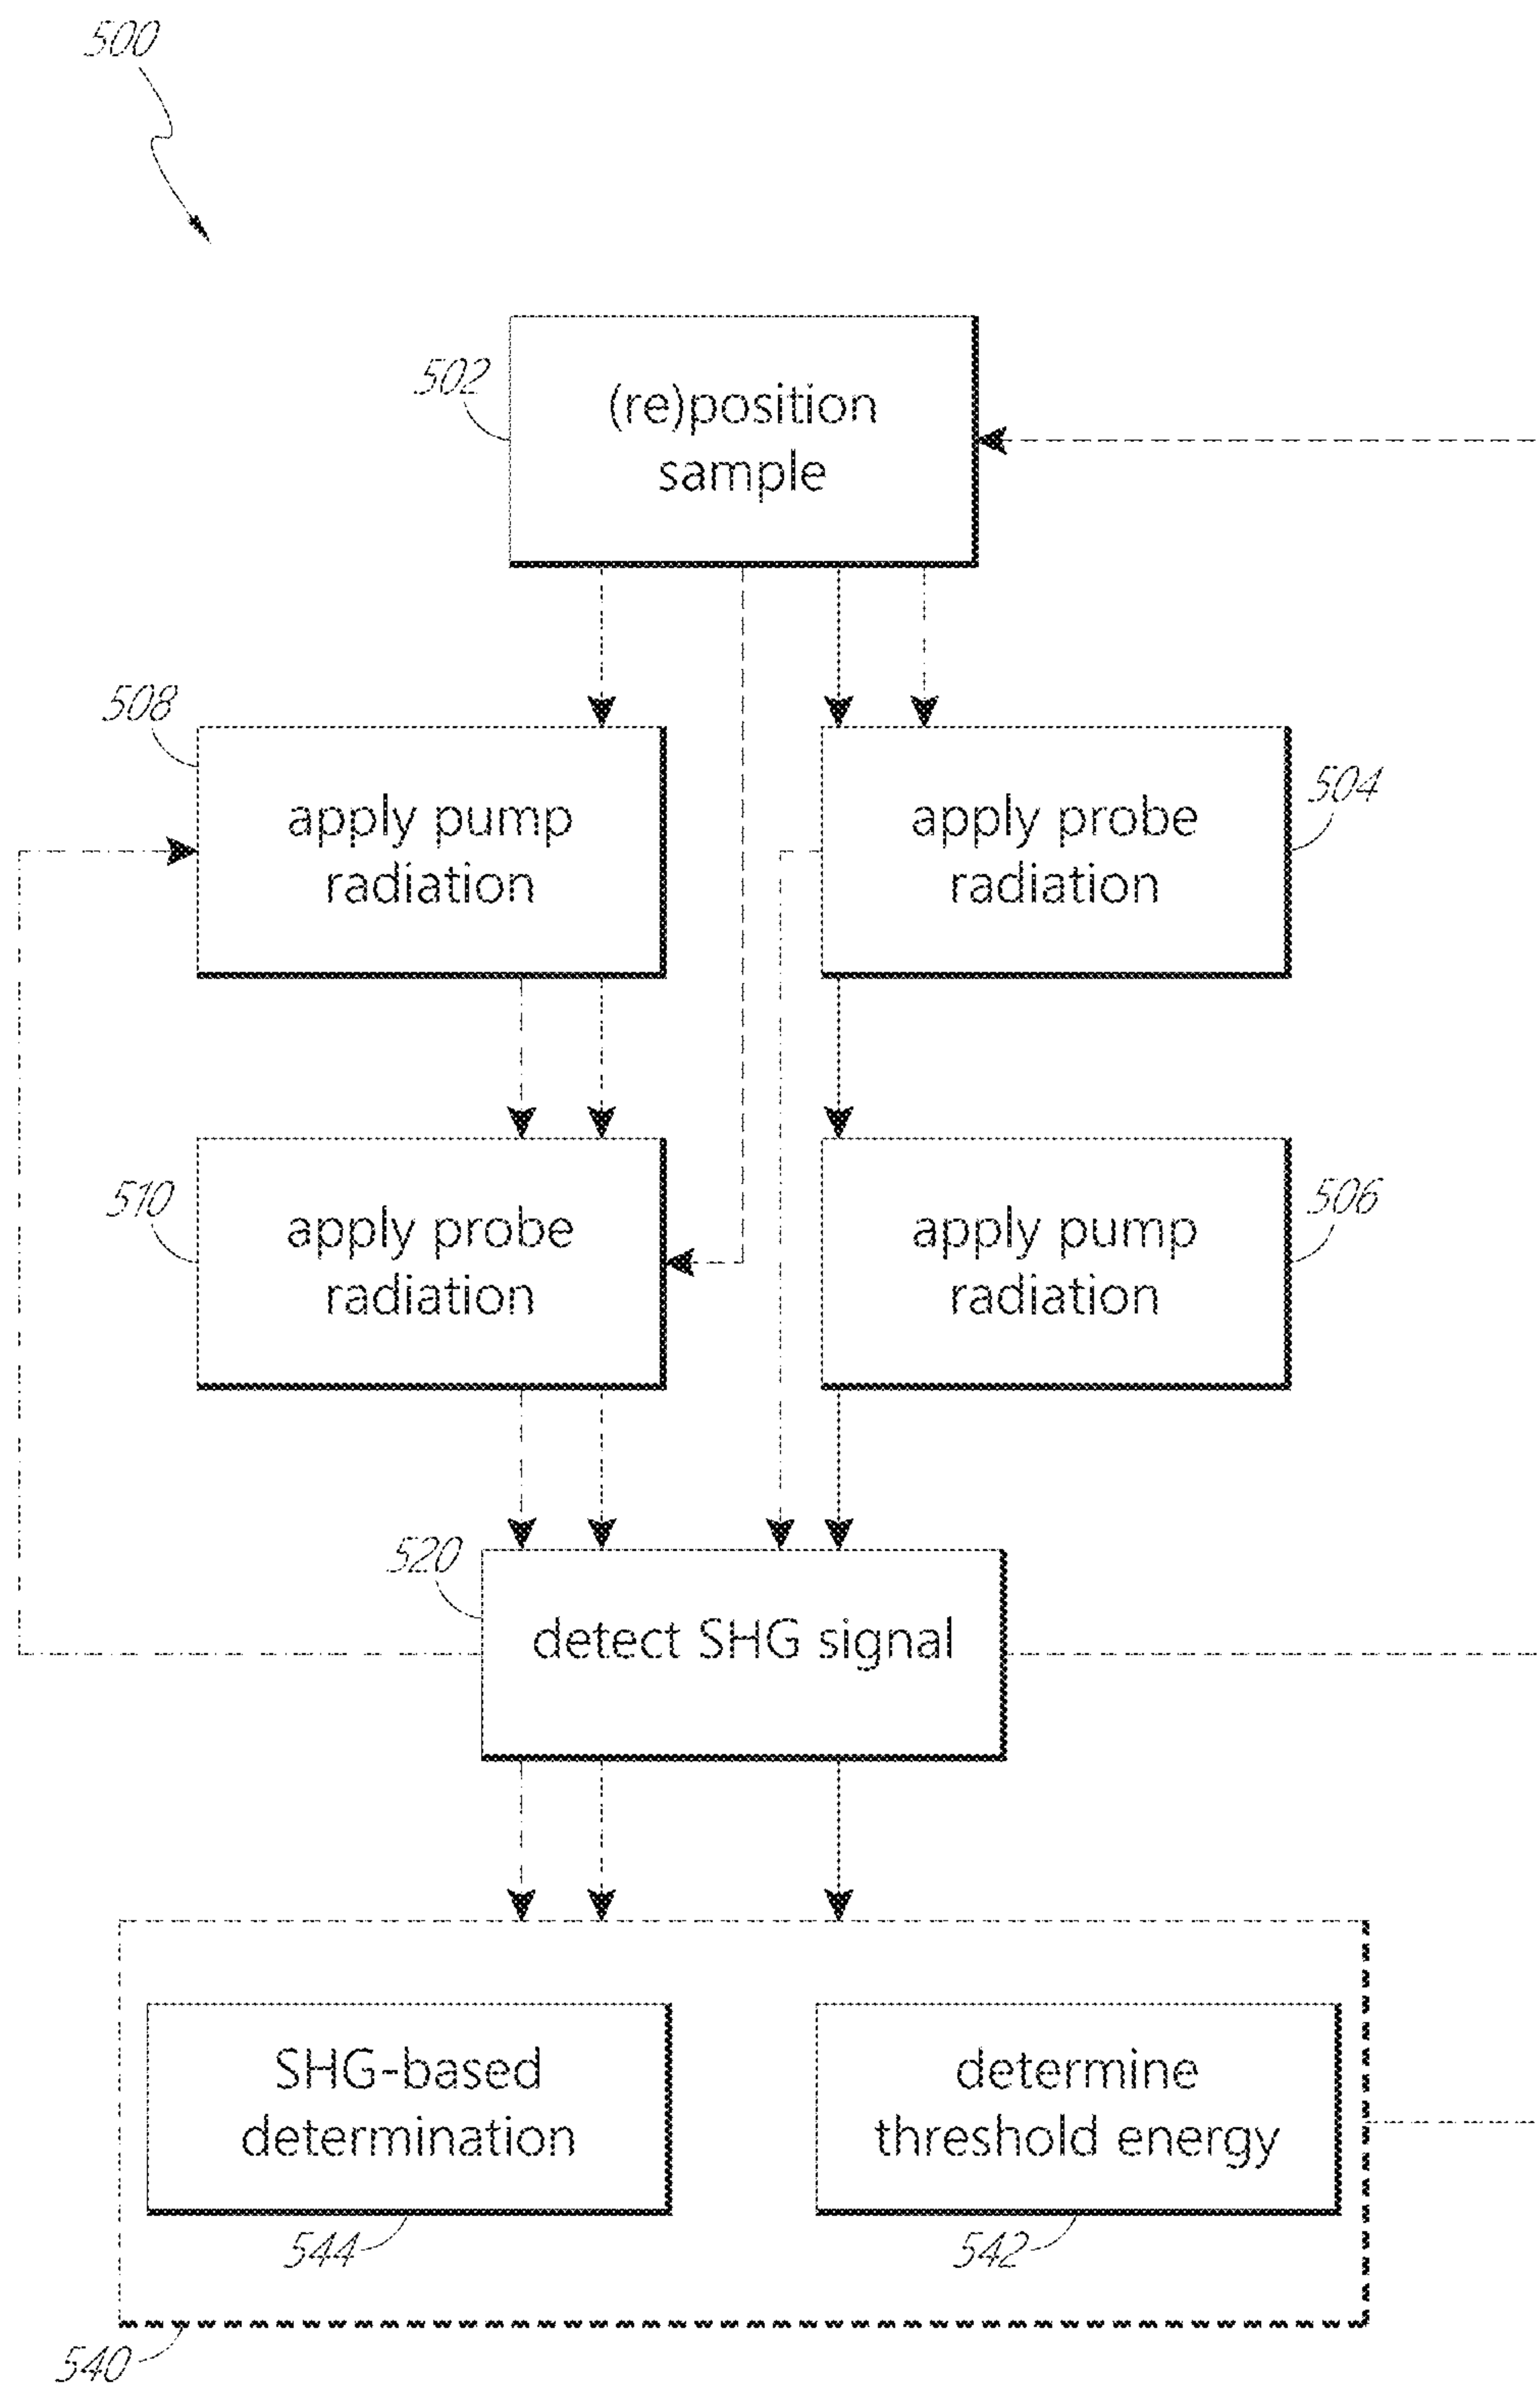 500
502
(re)position
sample
508
apply pump
radiation
apply probe
radiation
504
510
apply probe
radiation
apply pump
radiation
506
520
detect SHG signal
SHG-based
determination
544
determine
threshold energy
542
540